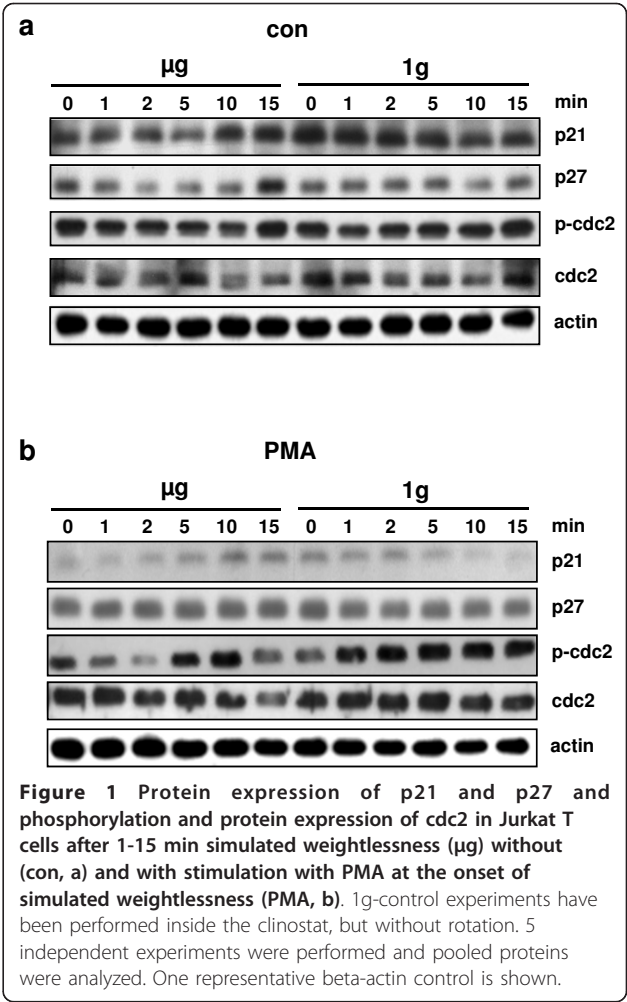 a
con
µg 1g
0 1 2 5 10 15 0 1 2 5 10 15 min
p21
p27
p-cdc2
cdc2
actin
b
PMA
µg 1g
0 1 2 5 10 15 0 1 2 5 10 15 min
p21
p27
p-cdc2
cdc2
actin
Figure 1 Protein expression of p21 and p27 and
phosphorylation and protein expression of cdc2 in Jurkat T
cells after 1-15 min simulated weightlessness (µg) without
(con, a) and with stimulation with PMA at the onset of
simulated weightlessness (PMA, b). 1g-control experiments have
been performed inside the clinostat, but without rotation. 5
independent experiments were performed and pooled proteins
were analyzed. One representative beta-actin control is shown.